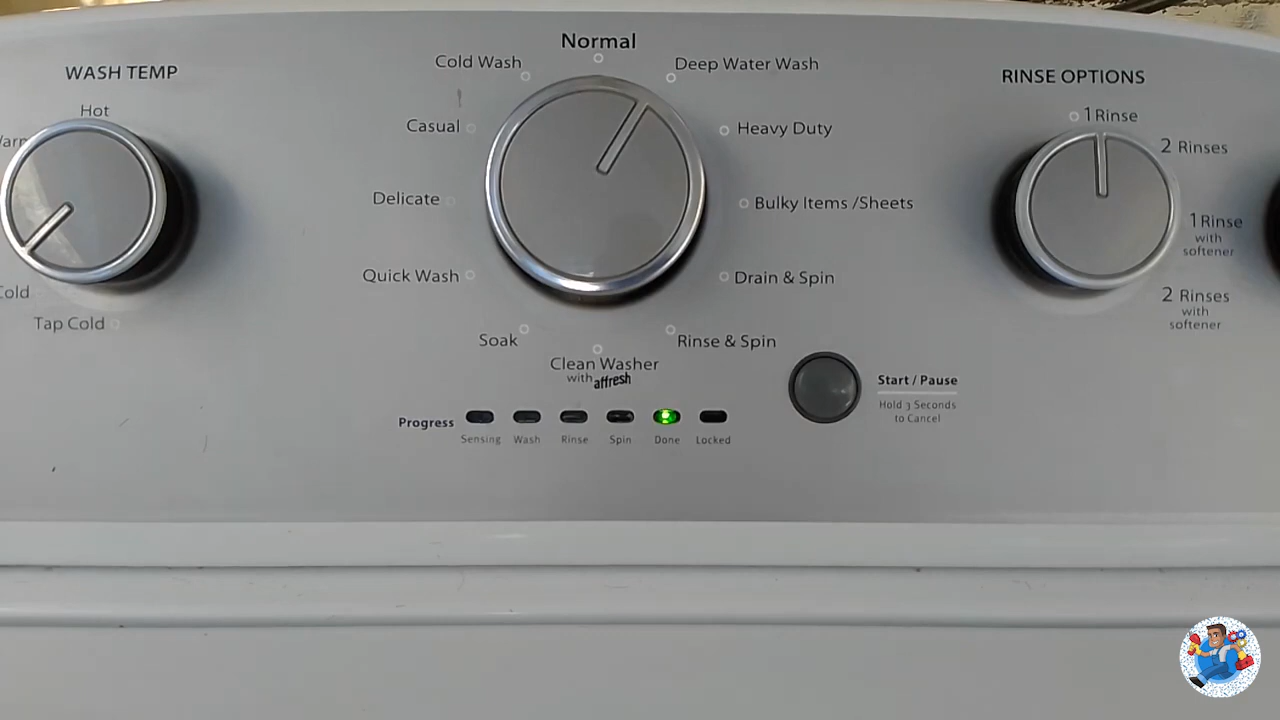 WASH TEMP
Hot
Cold
Tap Cold
Normal
Cold Wash
Deep Water Wash
Casual
Heavy Duty
Delicate
Bulky Items /Sheets
Quick Wash
Drain & Spin
Soak
Rinse & Spin
Clean Washer
with affresh
Progress
Sensing Wash Rinse Spin Done Locked
Start / Pause
Hold 3 Seconds
to Cancel
RINSE OPTIONS
1 Rinse
2 Rinses
1 Rinse
with
softener
2 Rinses
with
softener